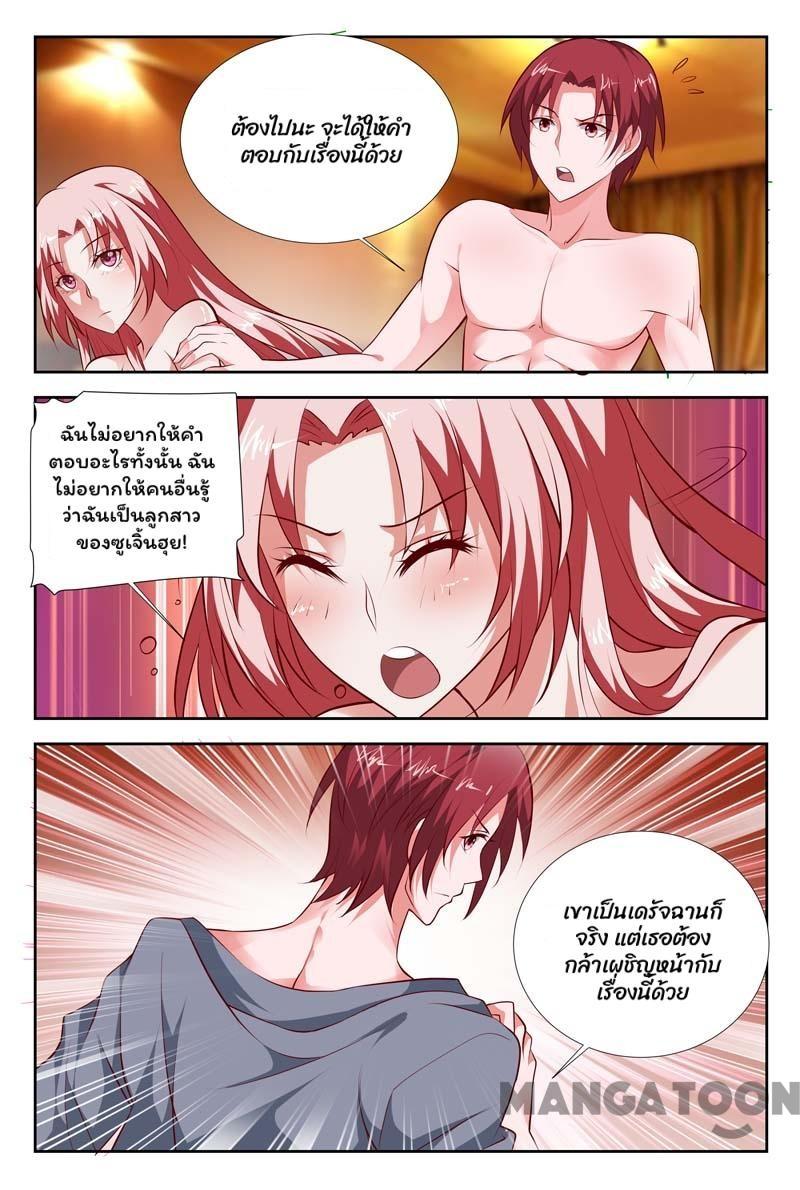 ต้องไปนะ จะได้ให้คำ
ตอบกับเรื่องนี้ด้วย
ฉันไม่อยากให้คำ
ตอบอะไรทั้งนั้น ฉัน
ไม่อยากให้คนอื่นรู้
ว่าฉันเป็นลูกสาว
ของซูเจิ้นฮุย!
เขาเป็นเดรัจฉานก็
จริง แต่เธอต้อง
กล้าเผชิญหน้ากับ
เรื่องนี้ด้วย
MANGATOON